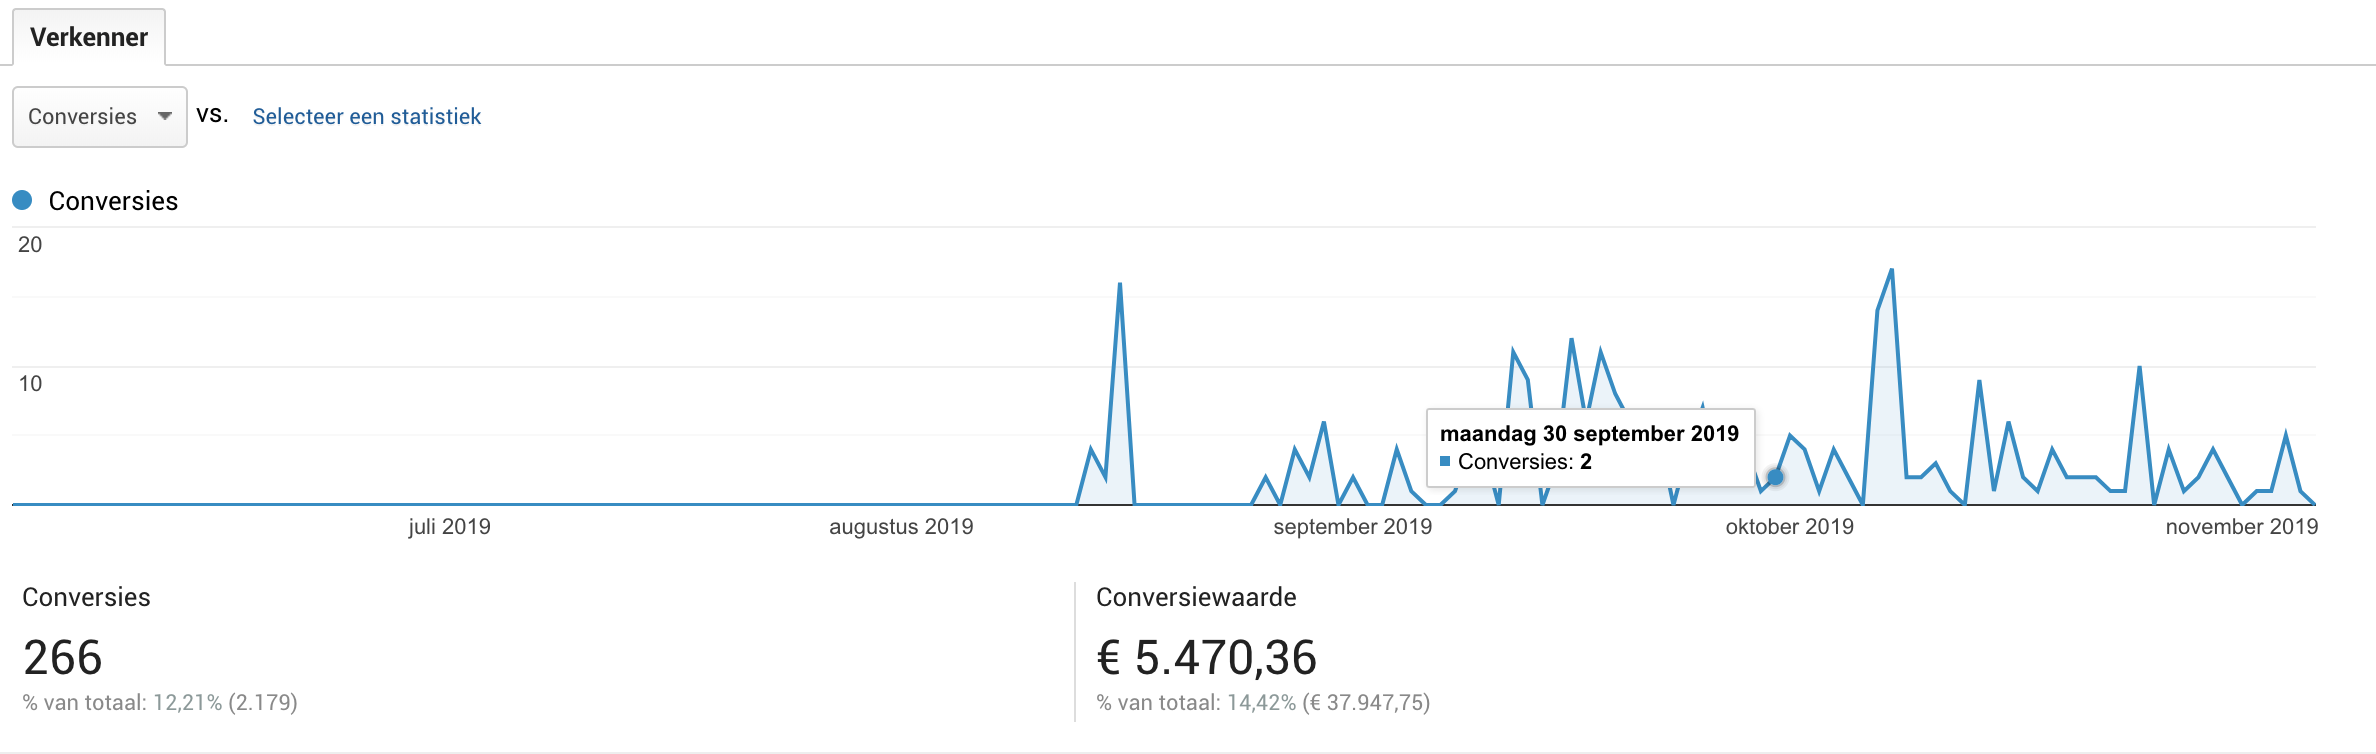 Verkenner
Conversies vs. Selecteer een statistiek
Conversies
20
10
maandag 30 september 2019
Conversies: 2
juli 2019 augustus 2019 september 2019 oktober 2019 november 2019
Conversies Conversiewaarde
266 € 5.470,36
% van totaal: 12,21% (2.179) % van totaal: 14,42% (€ 37.947,75)